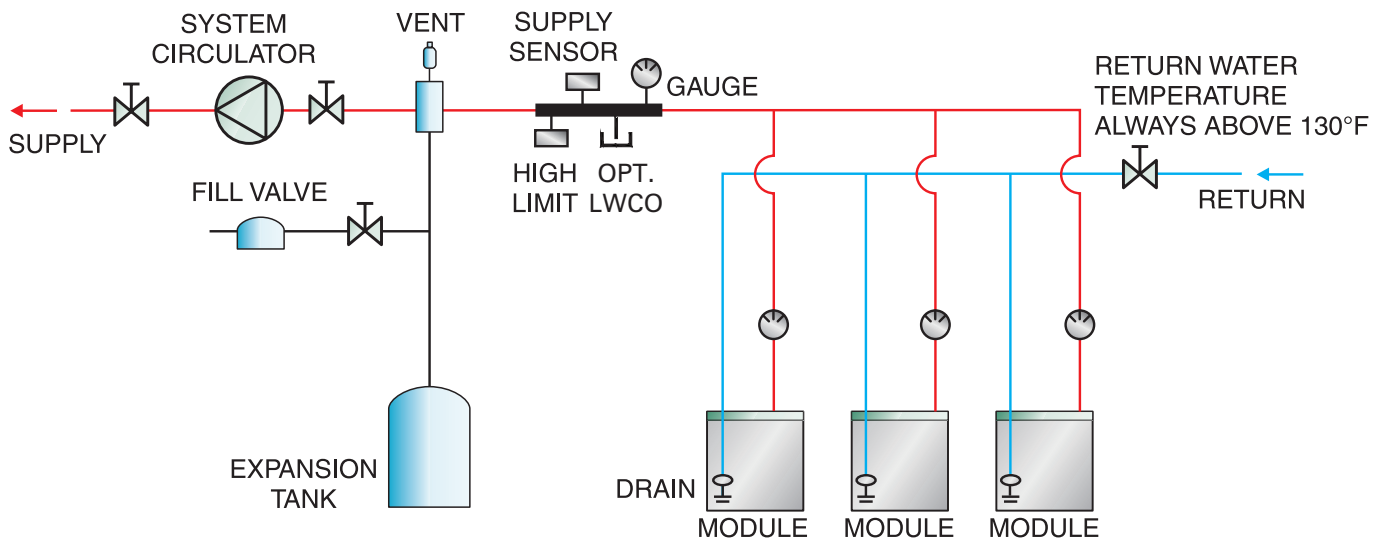 SYSTEM
CIRCULATOR
VENT
SUPPLY
SENSOR
GAUGE
RETURN WATER
TEMPERATURE
ALWAYS ABOVE 130°F
SUPPLY
HIGH
LIMIT
OPT.
LWCO
RETURN
FILL VALVE
EXPANSION
TANK
DRAIN
MODULE
MODULE
MODULE